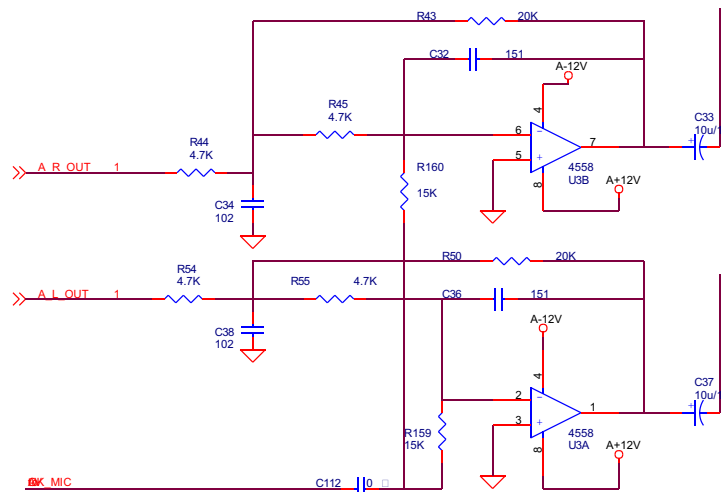 R43 20K
C32 151
A-12V
R45
4.7K
4
C33
10u/1
R44
4.7K
6
7
A_R_OUT 1
5
R160
15K
4558
U3B
8
A+12V
C34
102
R50 20K
R54
4.7K
R55 4.7K
A_L_OUT 1
C36 151
A-12V
C38
102
4
C37
10u/1
2
1
3
R159
15K
4558
U3A
8
A+12V
_MIC
C112 0